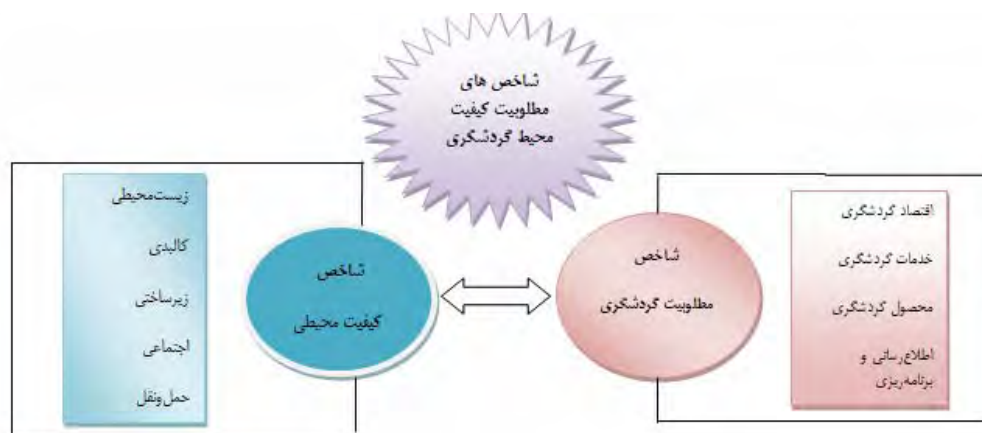 شاخص های
مطلوبیت کیفیت
محیط گردشگری
اقتصاد گردشگری
خدمات گردشگری
محصول گردشگری
اطلاع‌رسانی و
برنامه‌ریزی
شاخص
مطلوبیت گردشگری
شاخص
کیفیت محیطی
زیست‌محیطی
کالبدی
زیرساختی
اجتماعی
حمل‌ونقل